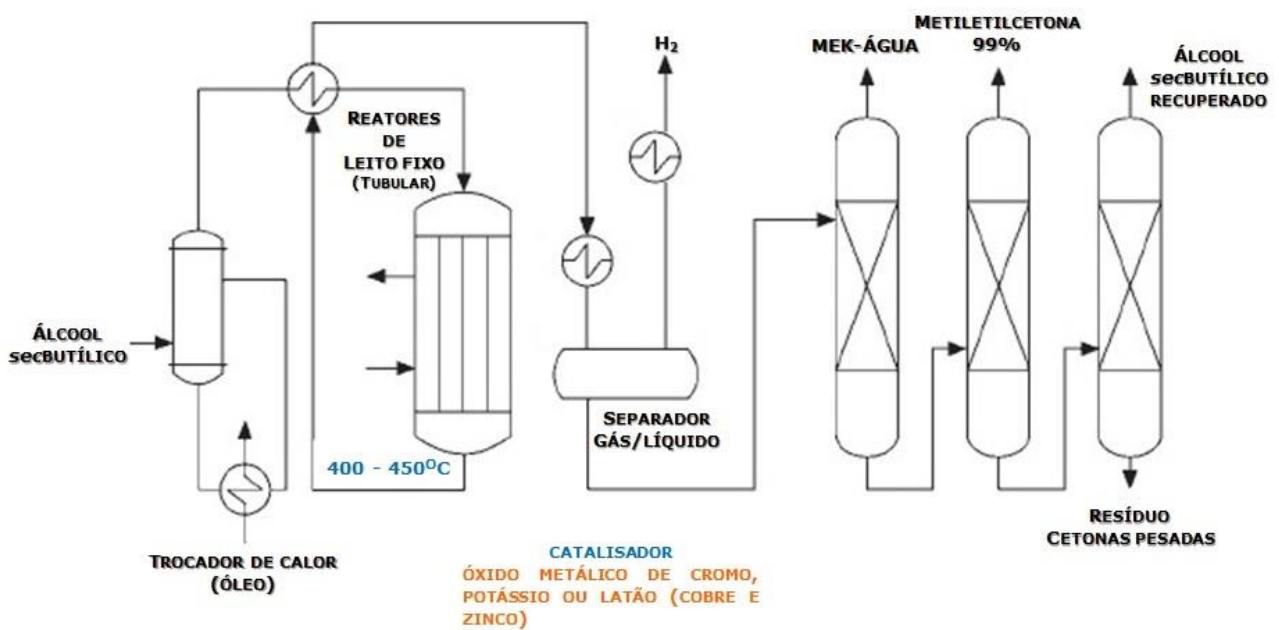 H₂
MEK-ÁGUA
METILETILCETONA
99%
ÁLCOOL
secBUTÍLICO
RECUPERADO
REATORES
DE
LEITO FIXO
(TUBULAR)
ÁLCOOL
secBUTÍLICO
SEPARADOR
GÁS/LÍQUIDO
400 - 450⁰C
RESÍDUO
CETONAS PESADAS
TROCADOR DE CALOR
(ÓLEO)
CATALISADOR
ÓXIDO METÁLICO DE CROMO,
POTÁSSIO OU LATÃO (COBRE E
ZINCO)